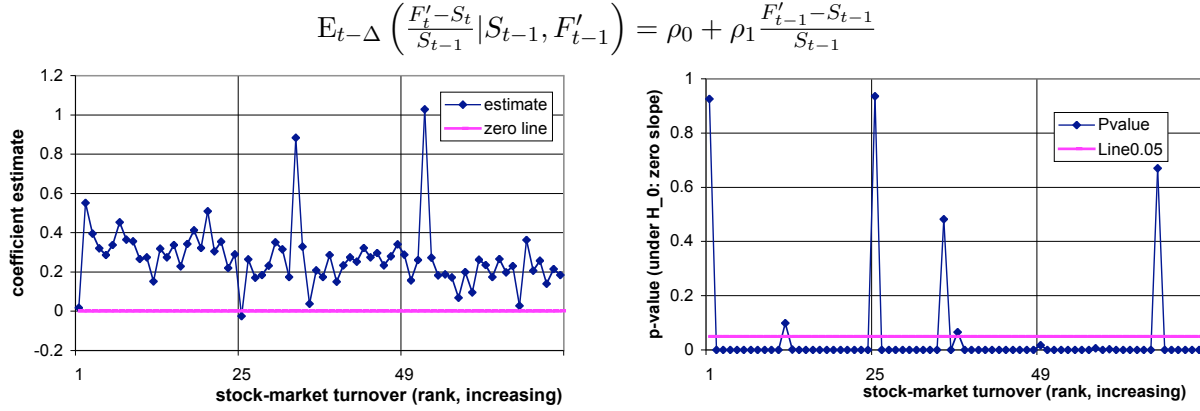 E_{t−Δ} ( (F′_t − S_t)/S_{t−1} | S_{t−1}, F′_{t−1} ) = ρ_0 + ρ_1 (F′_{t−1} − S_{t−1})/S_{t−1}
coefficient estimate
1.2
1
0.8
0.6
0.4
0.2
0
-0.2
estimate
zero line
1 25 49
stock-market turnover (rank, increasing)
p-value (under H_0: zero slope)
1
0.8
0.6
0.4
0.2
0
Pvalue
Line0.05
1 25 49
stock-market turnover (rank, increasing)